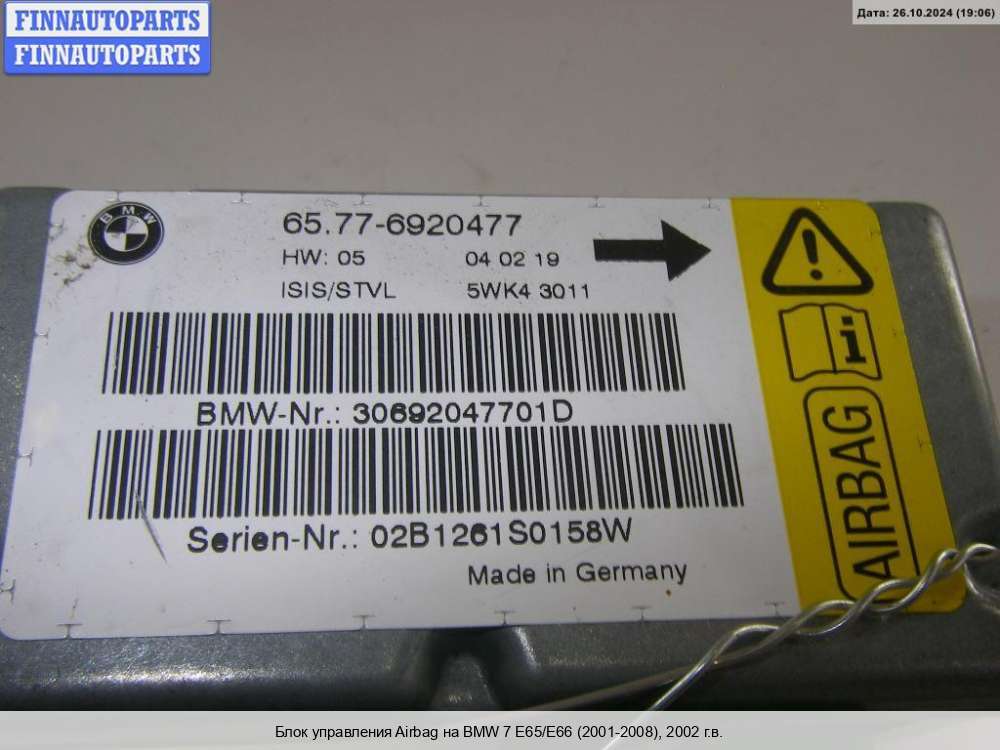 FINNAUTOPARTS
FINNAUTOPARTS
Дата: 26.10.2024 (19:06)
BMW
65.77-6920477
HW: 05 04 02 19
ISIS/STVL 5WK4 3011
BMW-Nr.: 30692047701D
Serien-Nr.: 02B1261S0158W
Made in Germany
i
AIRBAG
Блок управления Airbag на BMW 7 E65/E66 (2001-2008), 2002 г.в.